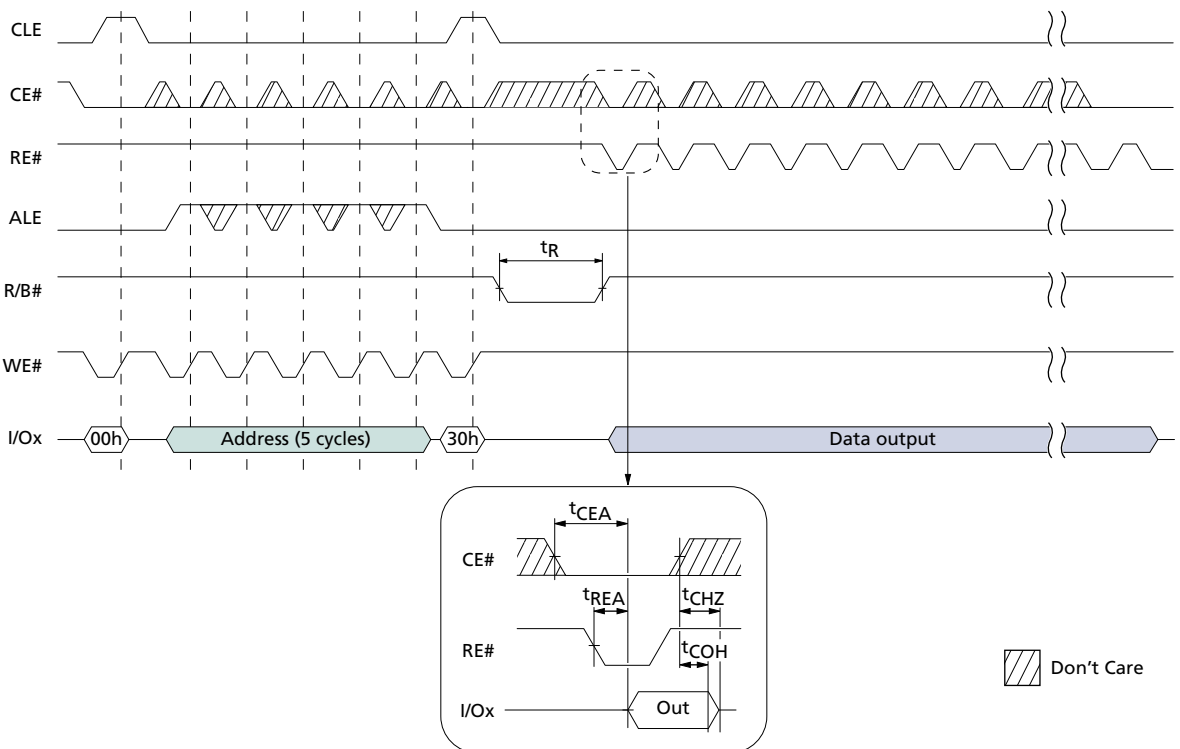 CLE
CE#
RE#
ALE
tR
R/B#
WE#
I/Ox
00h
Address (5 cycles)
30h
Data output
tCEA
CE#
tREA
tCHZ
RE#
tCOH
I/Ox
Out
Don't Care